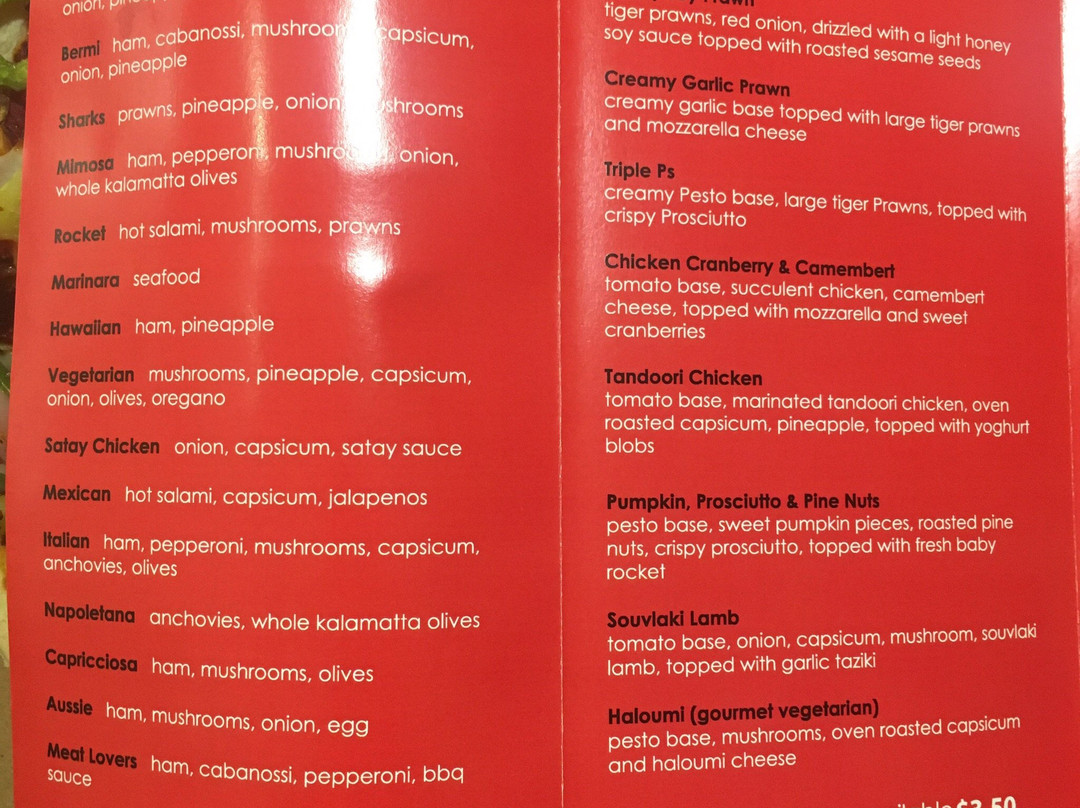 onion,
Bermi ham, cabanossi, mushroom, capsicum,
onion, pineapple
Sharks prawns, pineapple, onion, mushrooms
Mimosa ham, pepperoni, mushrooms, onion,
whole kalamatta olives
Rocket hot salami, mushrooms, prawns
Marinara seafood
Hawaiian ham, pineapple
Vegetarian mushrooms, pineapple, capsicum,
onion, olives, oregano
Satay Chicken onion, capsicum, satay sauce
Mexican hot salami, capsicum, jalapenos
Italian ham, pepperoni, mushrooms, capsicum,
anchovies, olives
Napoletana anchovies, whole kalamatta olives
Capricciosa ham, mushrooms, olives
Aussie ham, mushrooms, onion, egg
Meat Lovers ham, cabanossi, pepperoni, bbq
sauce
Prawn
tiger prawns, red onion, drizzled with a light honey
soy sauce topped with roasted sesame seeds
Creamy Garlic Prawn
creamy garlic base topped with large tiger prawns
and mozzarella cheese
Triple Ps
creamy Pesto base, large tiger Prawns, topped with
crispy Prosciutto
Chicken Cranberry & Camembert
tomato base, succulent chicken, camembert
cheese, topped with mozzarella and sweet
cranberries
Tandoori Chicken
tomato base, marinated tandoori chicken, oven
roasted capsicum, pineapple, topped with yoghurt
blobs
Pumpkin, Prosciutto & Pine Nuts
pesto base, sweet pumpkin pieces, roasted pine
nuts, crispy prosciutto, topped with fresh baby
rocket
Souvlaki Lamb
tomato base, onion, capsicum, mushroom, souvlaki
lamb, topped with garlic taziki
Haloumi (gourmet vegetarian)
pesto base, mushrooms, oven roasted capsicum
and haloumi cheese
$3.50